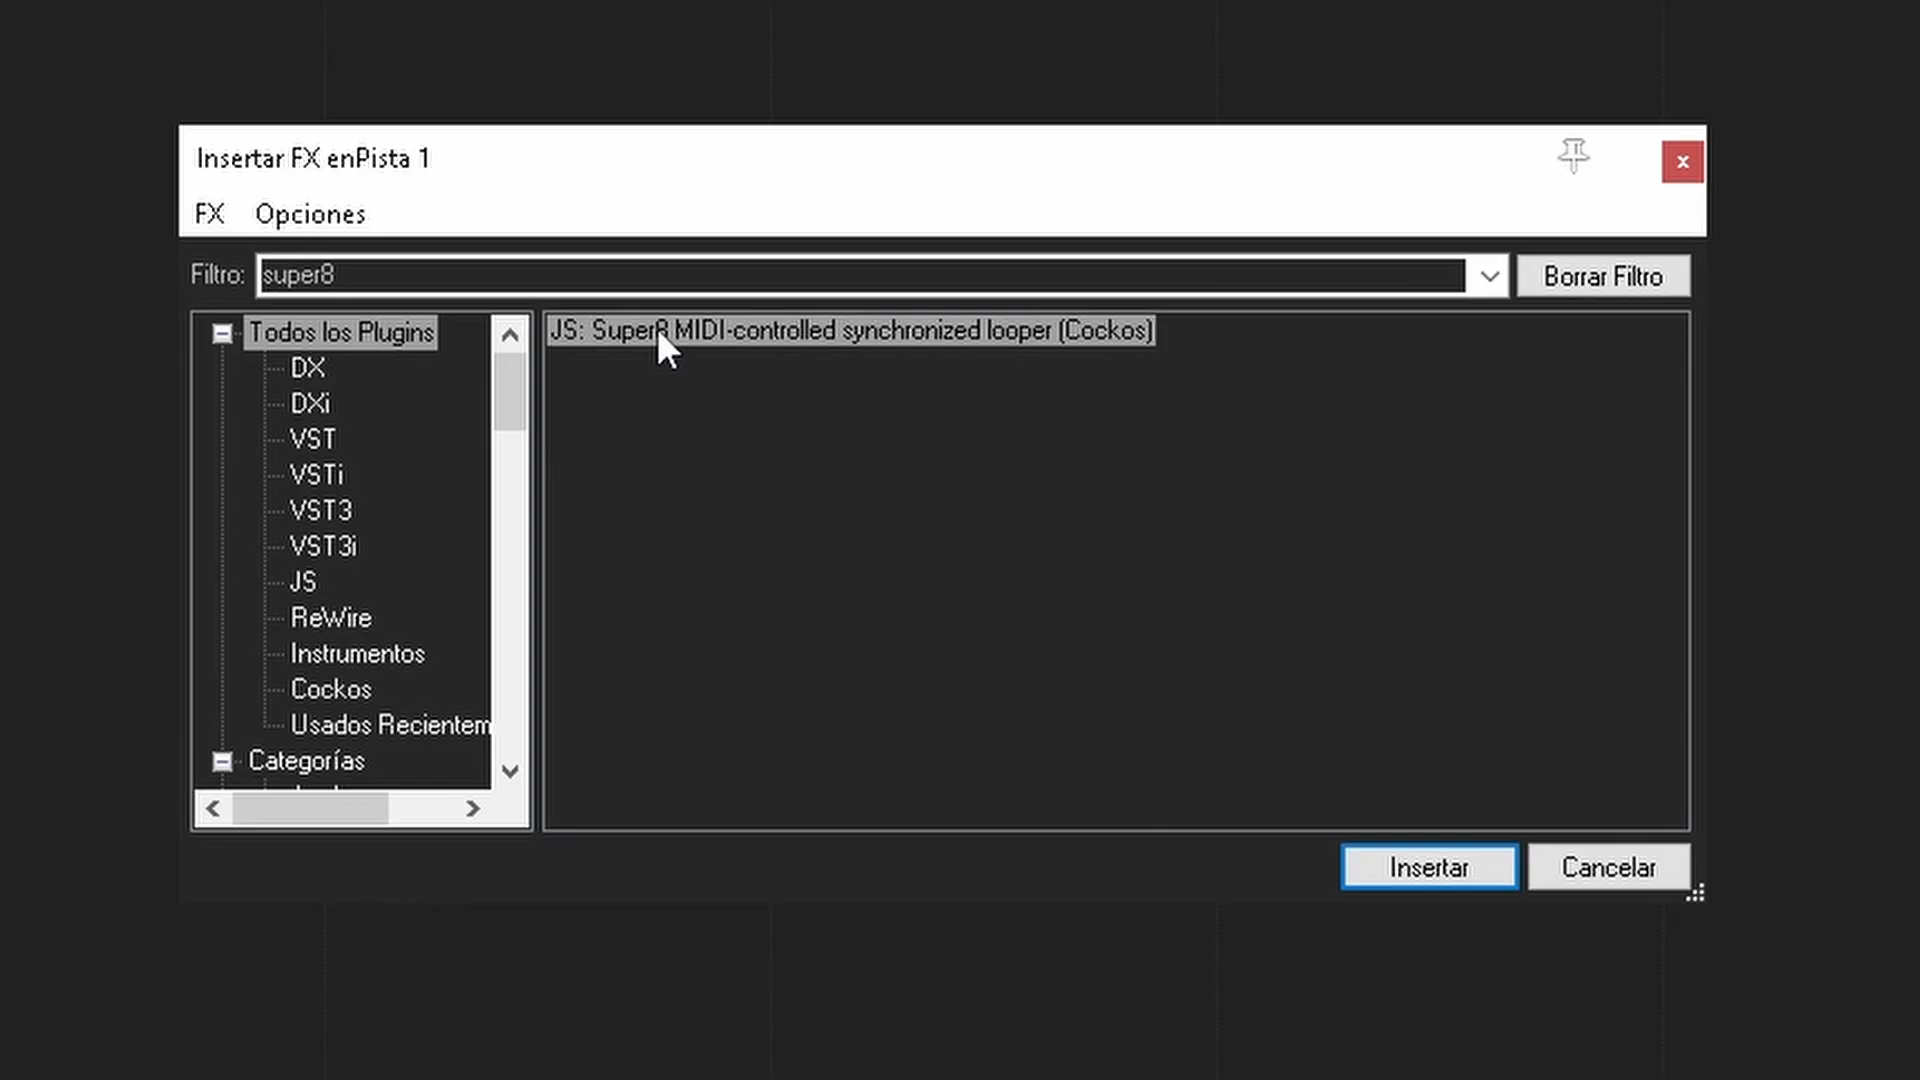 Insertar FX enPista 1
FX Opciones
Filtro: super8 Borrar Filtro
Todos los Plugins
DX
DXi
VST
VSTi
VST3
VST3i
JS
ReWire
Instrumentos
Cockos
Usados Recientem
Categorías
JS: Super8 MIDI-controlled synchronized looper (Cockos)
Insertar Cancelar